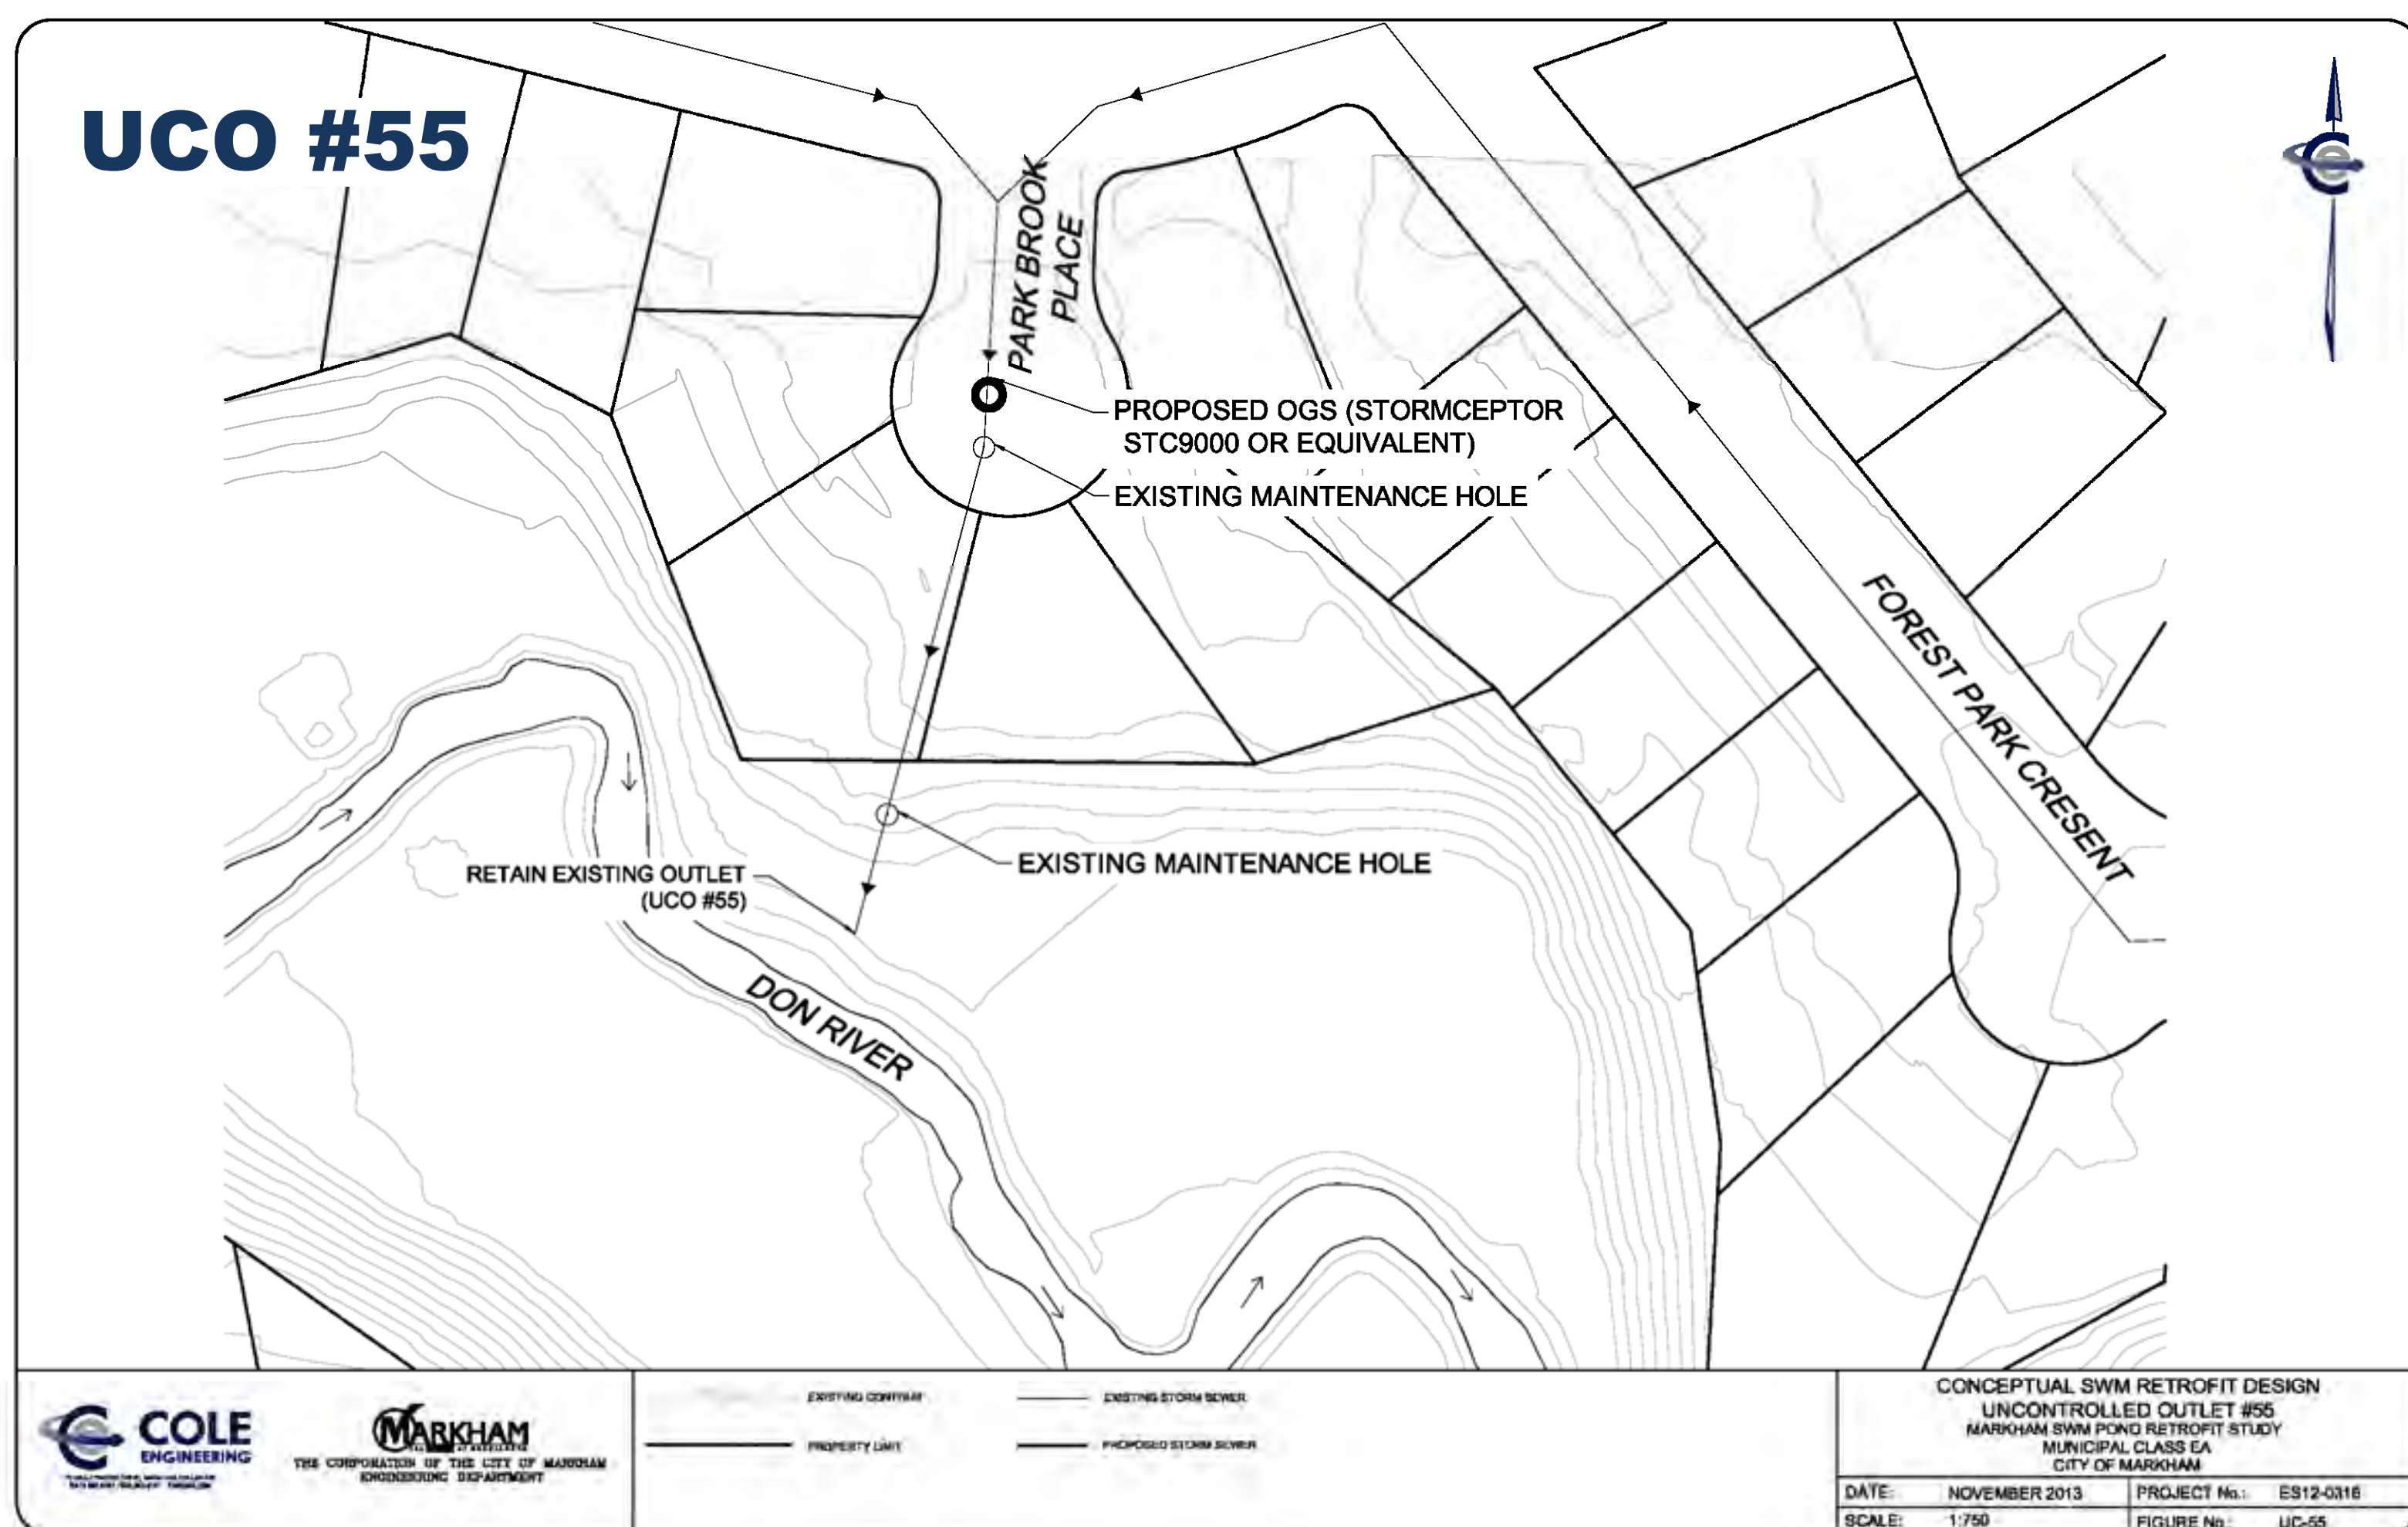 UCO #55
PARK BROOK
PLACE
PROPOSED OGS (STORMCEPTOR
STC9000 OR EQUIVALENT)
EXISTING MAINTENANCE HOLE
FOREST PARK CRESENT
RETAIN EXISTING OUTLET
(UCO #55)
EXISTING MAINTENANCE HOLE
DON RIVER
COLE
ENGINEERING
MARKHAM
THE CORPORATION OF THE CITY OF MARKHAM
ENGINEERING DEPARTMENT
EXISTING CONTOUR
EXISTING STORM SEWER
PROPERTY LIMIT
PROPOSED STORM SEWER
CONCEPTUAL SWM RETROFIT DESIGN
UNCONTROLLED OUTLET #55
MARKHAM SWM POND RETROFIT STUDY
MUNICIPAL CLASS EA
CITY OF MARKHAM
DATE: NOVEMBER 2013 PROJECT No.: ES12-0316
SCALE: 1:750 FIGURE No.: UC-55